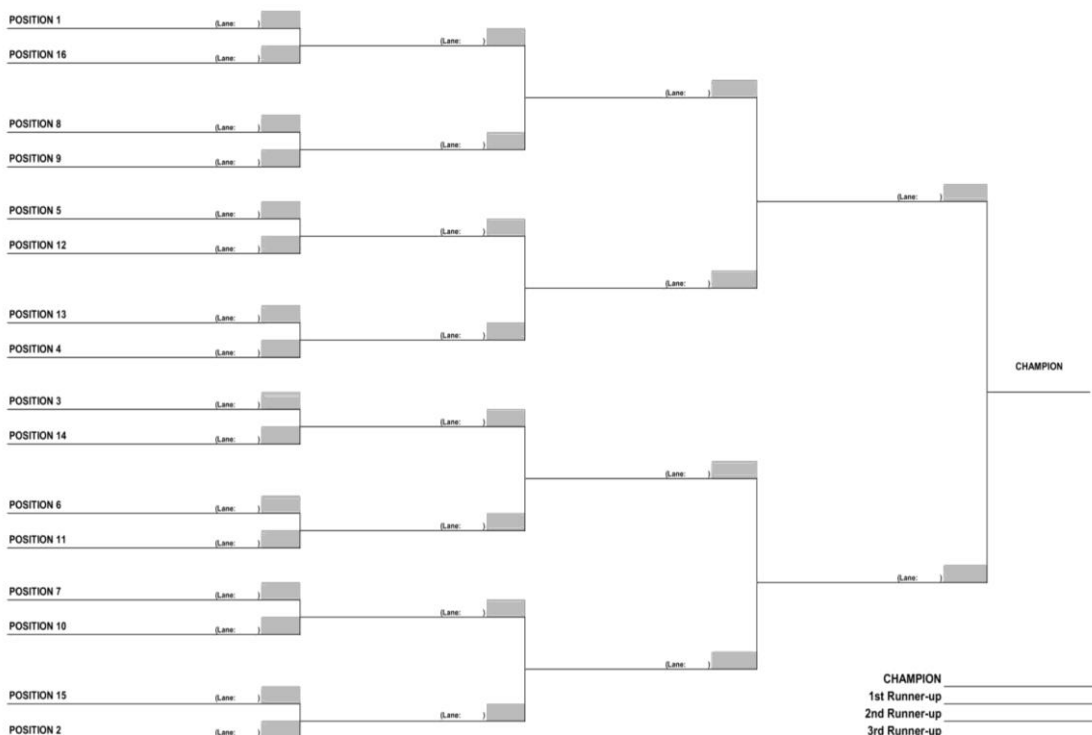 POSITION 1 (Lane: )
POSITION 16 (Lane: )
POSITION 8 (Lane: )
POSITION 9 (Lane: )
POSITION 5 (Lane: )
POSITION 12 (Lane: )
POSITION 13 (Lane: )
POSITION 4 (Lane: )
POSITION 3 (Lane: )
POSITION 14 (Lane: )
POSITION 6 (Lane: )
POSITION 11 (Lane: )
POSITION 7 (Lane: )
POSITION 10 (Lane: )
POSITION 15 (Lane: )
POSITION 2 (Lane: )
(Lane: )
(Lane: )
(Lane: )
(Lane: )
(Lane: )
(Lane: )
(Lane: )
(Lane: )
(Lane: )
(Lane: )
(Lane: )
(Lane: )
(Lane: )
(Lane: )
CHAMPION
CHAMPION
1st Runner-up
2nd Runner-up
3rd Runner-up